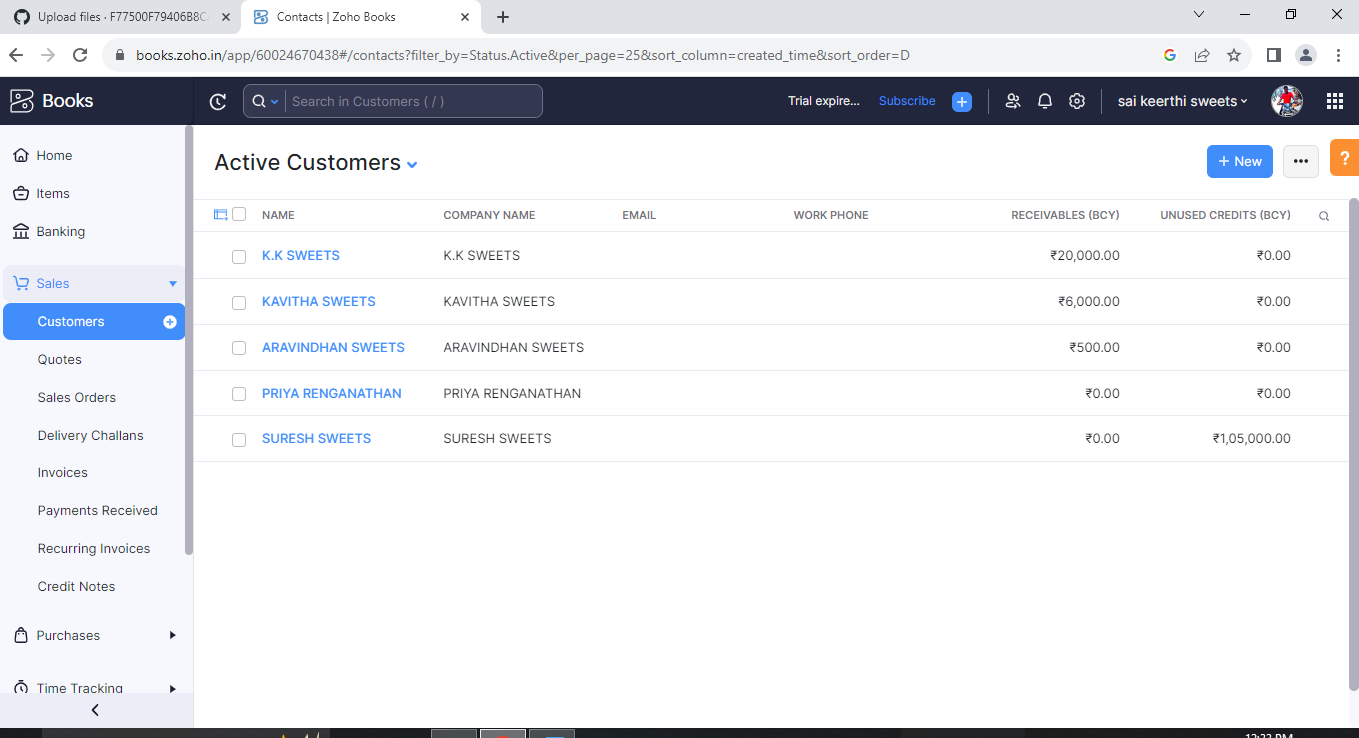 Upload files · F77500F79406B8C
Contacts | Zoho Books
books.zoho.in/app/60024670438#/contacts?filter_by=Status.Active&per_page=25&sort_column=created_time&sort_order=D
Books
Search in Customers ( / )
Trial expire...
Subscribe
sai keerthi sweets
Home
Items
Banking
Sales
Customers
Quotes
Sales Orders
Delivery Challans
Invoices
Payments Received
Recurring Invoices
Credit Notes
Purchases
Time Tracking
Active Customers
+ New
?
NAME COMPANY NAME EMAIL WORK PHONE RECEIVABLES (BCY) UNUSED CREDITS (BCY)
K.K SWEETS K.K SWEETS ₹20,000.00 ₹0.00
KAVITHA SWEETS KAVITHA SWEETS ₹6,000.00 ₹0.00
ARAVINDHAN SWEETS ARAVINDHAN SWEETS ₹500.00 ₹0.00
PRIYA RENGANATHAN PRIYA RENGANATHAN ₹0.00 ₹0.00
SURESH SWEETS SURESH SWEETS ₹0.00 ₹1,05,000.00